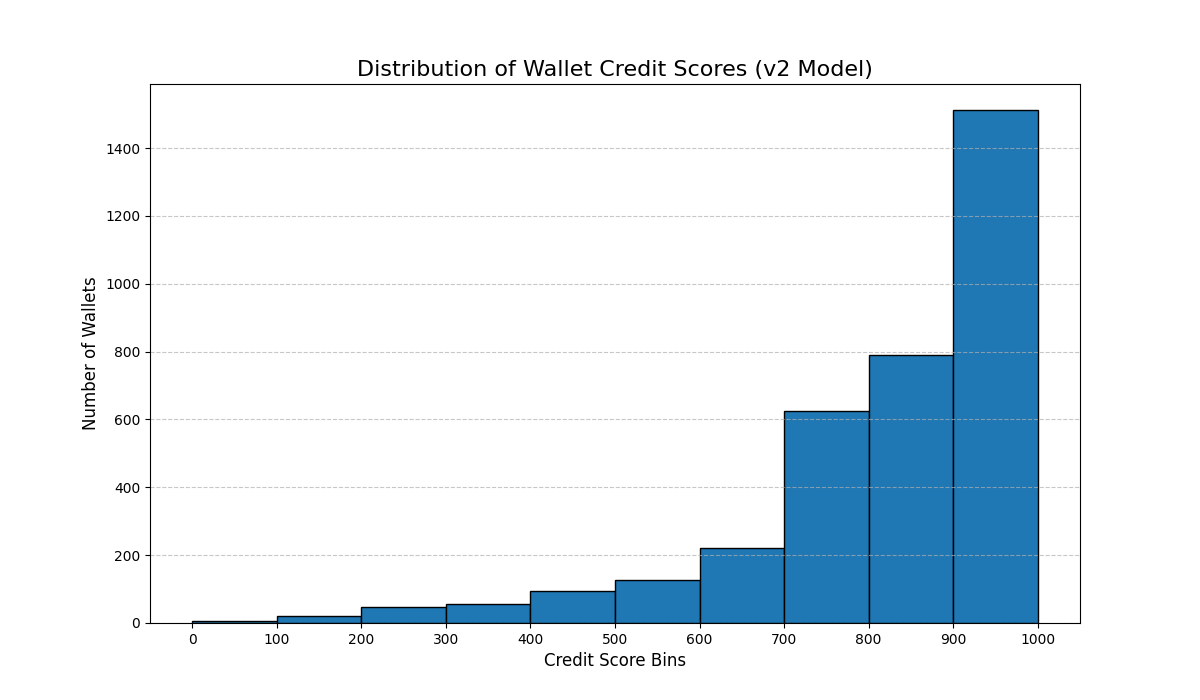 Distribution of Wallet Credit Scores (v2 Model)
Number of Wallets
1400
1200
1000
800
600
400
200
0
0 100 200 300 400 500 600 700 800 900 1000
Credit Score Bins